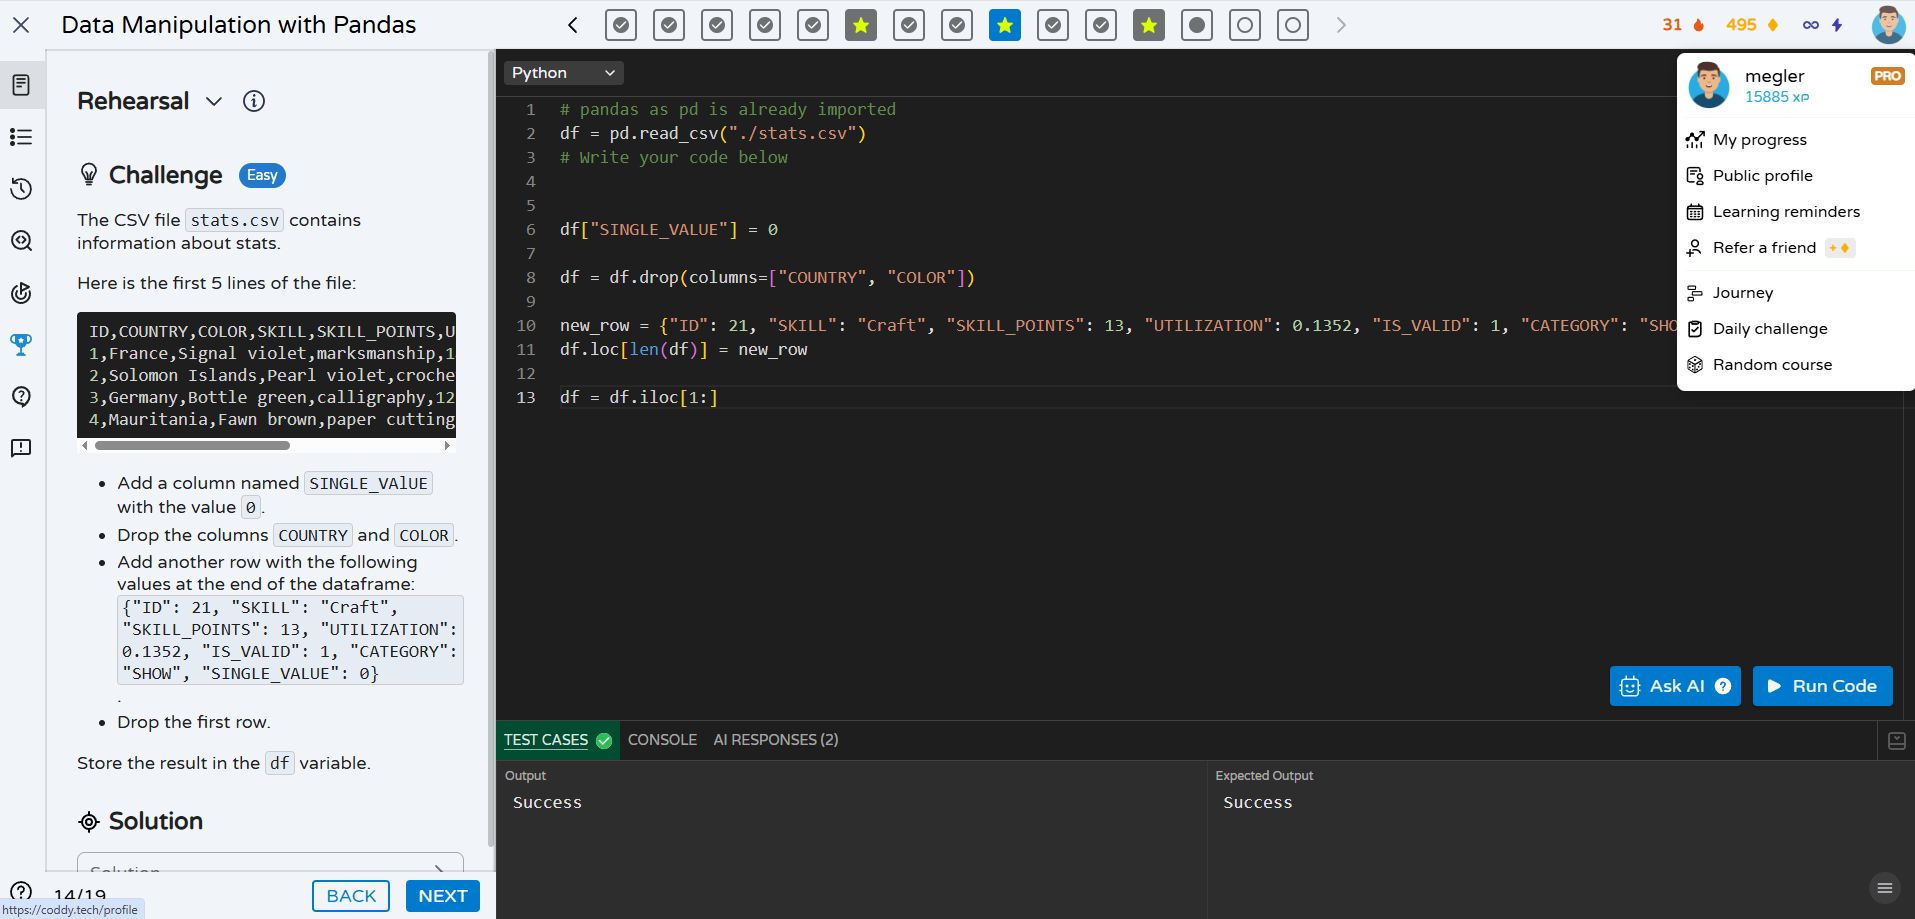 Data Manipulation with Pandas
31
495
∞
Rehearsal
Challenge Easy
The CSV file stats.csv contains
information about stats.
Here is the first 5 lines of the file:
ID,COUNTRY,COLOR,SKILL,SKILL_POINTS,U
1,France,Signal violet,marksmanship,1
2,Solomon Islands,Pearl violet,croche
3,Germany,Bottle green,calligraphy,12
4,Mauritania,Fawn brown,paper cutting
Add a column named SINGLE_VAlUE
with the value 0.
Drop the columns COUNTRY and COLOR.
Add another row with the following
values at the end of the dataframe:
{"ID": 21, "SKILL": "Craft",
"SKILL_POINTS": 13, "UTILIZATION":
0.1352, "IS_VALID": 1, "CATEGORY":
"SHOW", "SINGLE_VALUE": 0}
.
Drop the first row.
Store the result in the df variable.
Solution
Solution
14/19
BACK
NEXT
https://coddy.tech/profile
Python
1 # pandas as pd is already imported
2 df = pd.read_csv("./stats.csv")
3 # Write your code below
4
5
6 df["SINGLE_VALUE"] = 0
7
8 df = df.drop(columns=["COUNTRY", "COLOR"])
9
10 new_row = {"ID": 21, "SKILL": "Craft", "SKILL_POINTS": 13, "UTILIZATION": 0.1352, "IS_VALID": 1, "CATEGORY": "SHO
11 df.loc[len(df)] = new_row
12
13 df = df.iloc[1:]
megler
PRO
15885 XP
My progress
Public profile
Learning reminders
Refer a friend +
Journey
Daily challenge
Random course
Ask AI ?
Run Code
TEST CASES
CONSOLE
AI RESPONSES (2)
Output
Success
Expected Output
Success